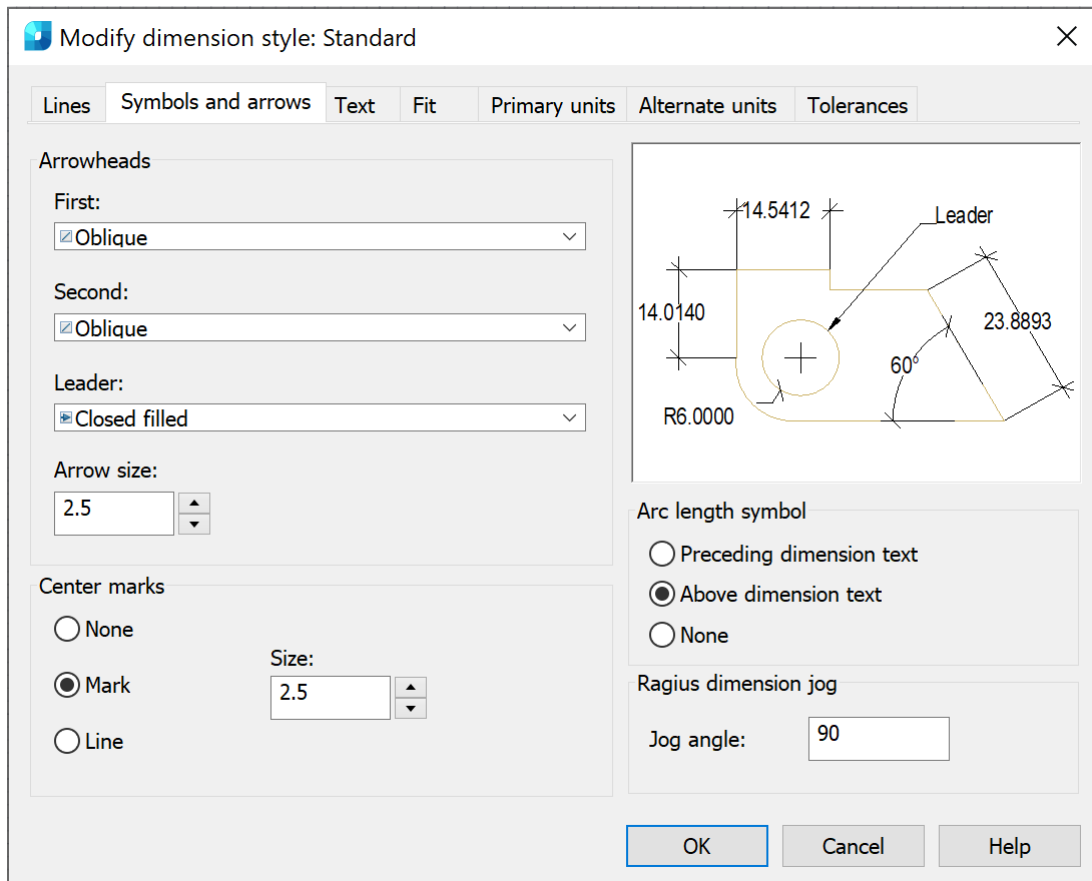 Modify dimension style: Standard
Lines Symbols and arrows Text Fit Primary units Alternate units Tolerances
Arrowheads
First:
Oblique
Second:
Oblique
Leader:
Closed filled
Arrow size:
2.5
Center marks
None
Mark
Line
Size:
2.5
14.5412
Leader
14.0140
23.8893
60°
R6.0000
Arc length symbol
Preceding dimension text
Above dimension text
None
Ragius dimension jog
Jog angle:
90
OK Cancel Help